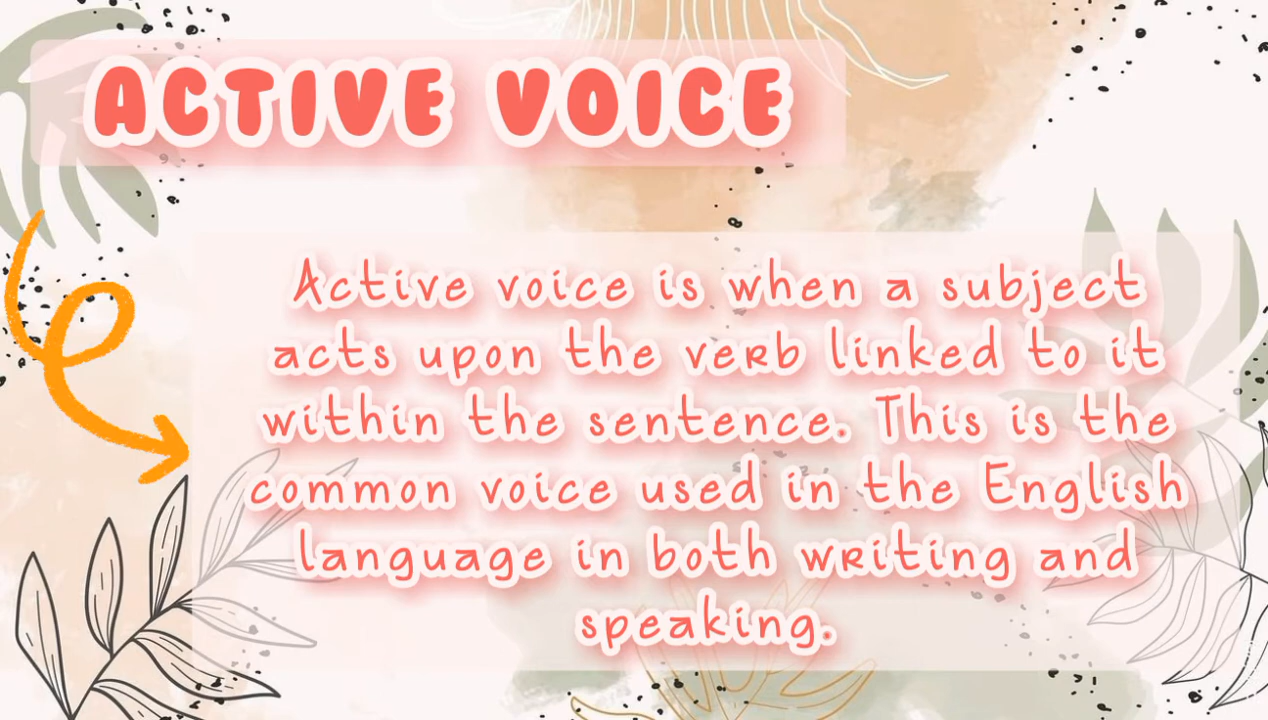 ACTIVE VOICE
Active voice is when a subject
acts upon the verb linked to it
within the sentence. This is the
common voice used in the English
language in both writing and
speaking.